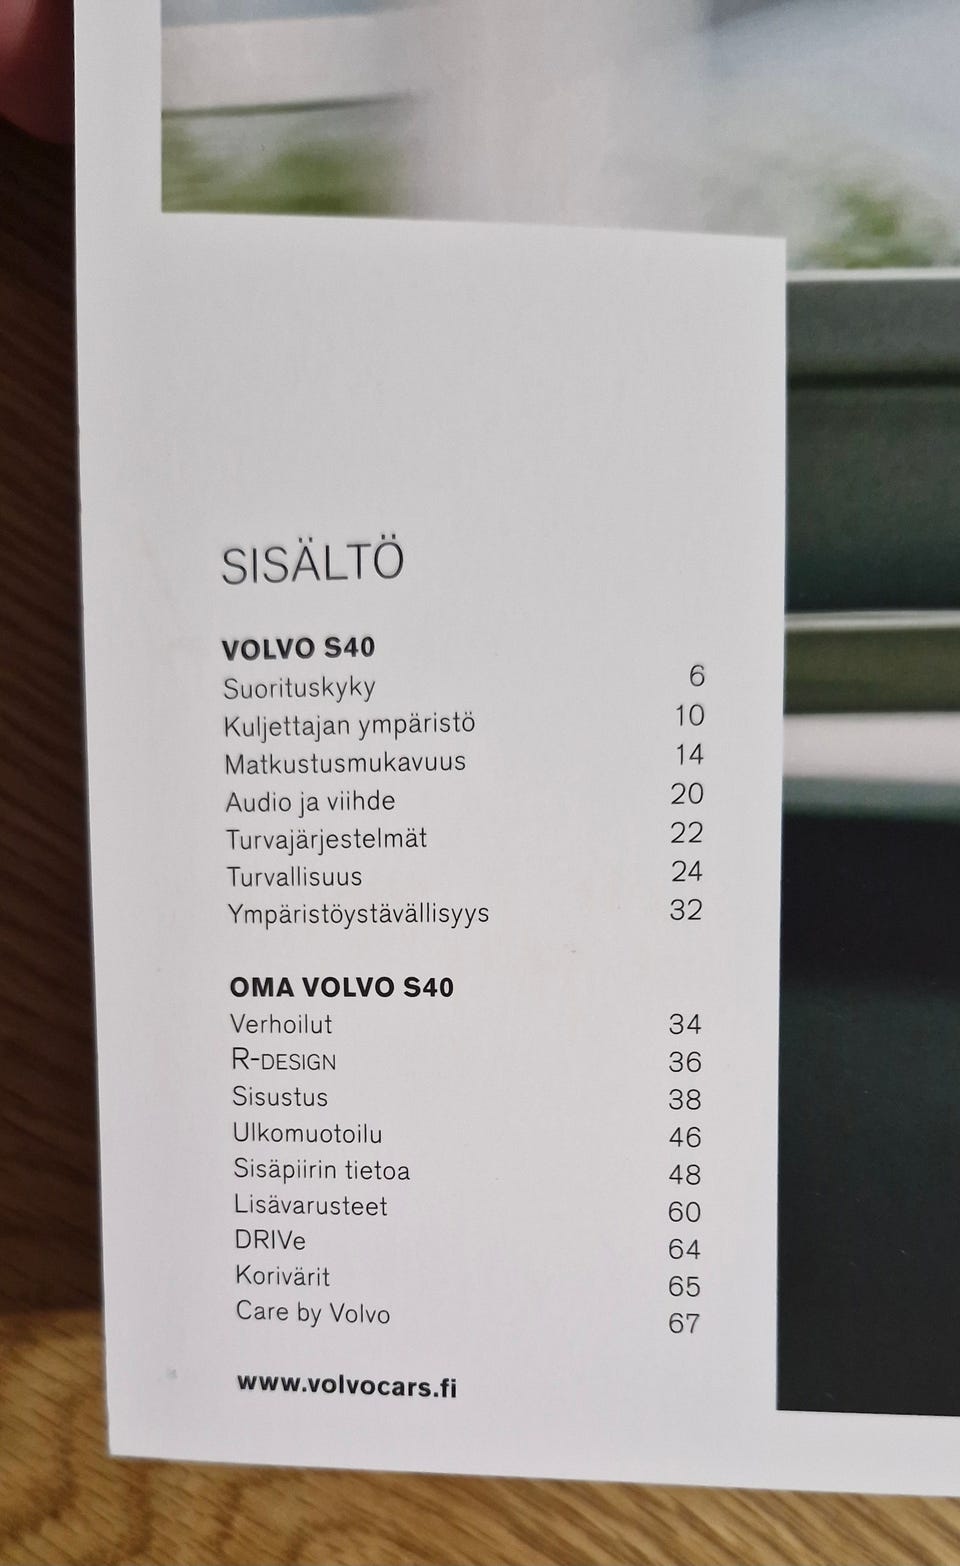 SISÄLTÖ
VOLVO S40
Suorituskyky 6
Kuljettajan ympäristö 10
Matkustusmukavuus 14
Audio ja viihde 20
Turvajärjestelmät 22
Turvallisuus 24
Ympäristöystävällisyys 32
OMA VOLVO S40
Verhoilut 34
R-DESIGN 36
Sisustus 38
Ulkomuotoilu 46
Sisäpiirin tietoa 48
Lisävarusteet 60
DRIVe 64
Korivärit 65
Care by Volvo 67
www.volvocars.fi